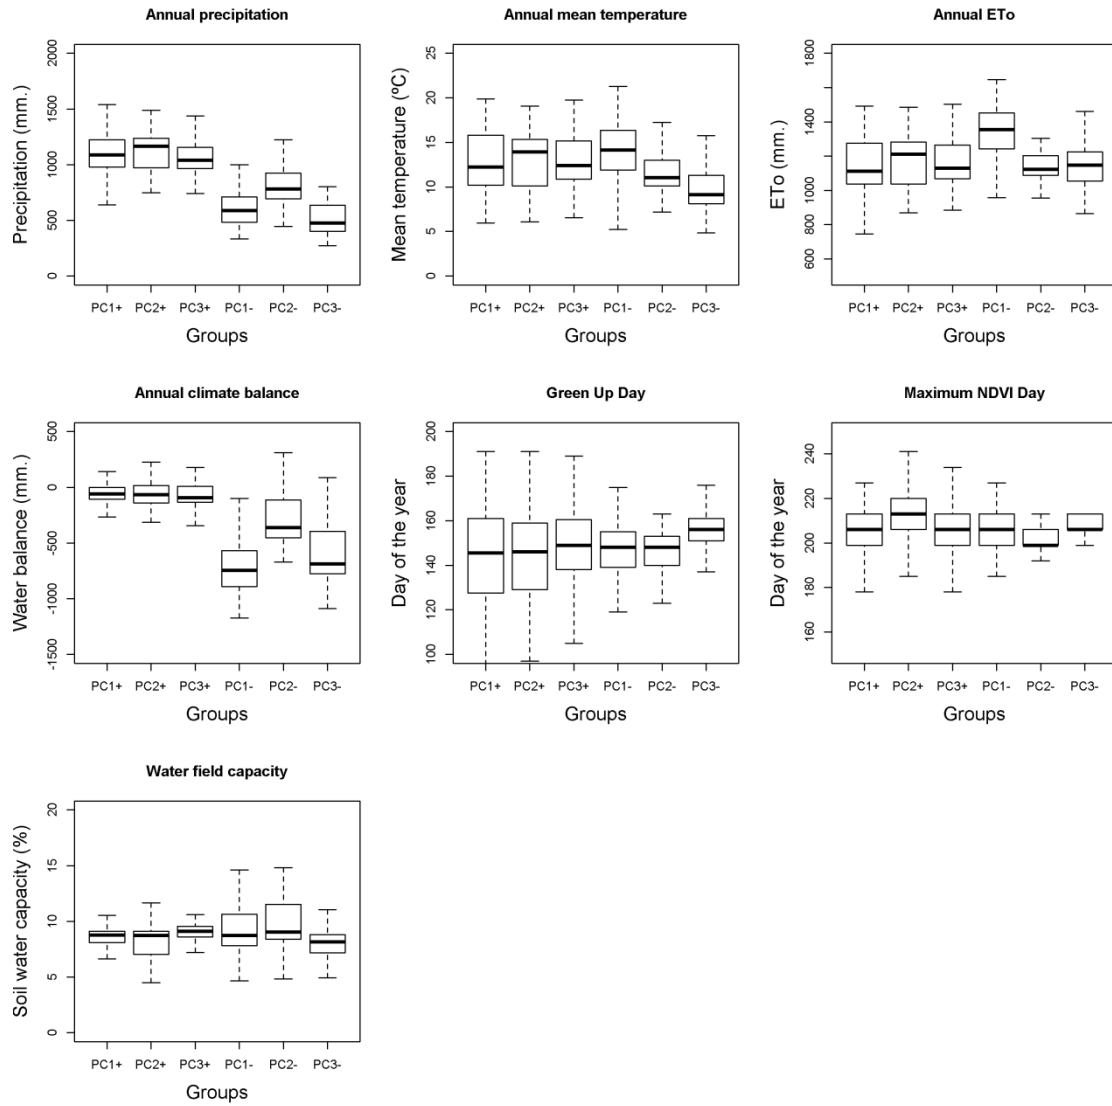 Annual precipitation
Precipitation (mm.)
2000
1500
1000
500
0
PC1+ PC2+ PC3+ PC1- PC2- PC3-
Groups
Annual mean temperature
Mean temperature (ºC)
25
20
15
10
5
0
PC1+ PC2+ PC3+ PC1- PC2- PC3-
Groups
Annual ETo
ETo (mm.)
1800
1400
1000
800
600
PC1+ PC2+ PC3+ PC1- PC2- PC3-
Groups
Annual climate balance
Water balance (mm.)
500
0
-500
-1000
-1500
PC1+ PC2+ PC3+ PC1- PC2- PC3-
Groups
Green Up Day
Day of the year
200
180
160
140
120
100
PC1+ PC2+ PC3+ PC1- PC2- PC3-
Groups
Maximum NDVI Day
Day of the year
240
220
200
180
160
PC1+ PC2+ PC3+ PC1- PC2- PC3-
Groups
Water field capacity
Soil water capacity (%)
20
15
10
5
0
PC1+ PC2+ PC3+ PC1- PC2- PC3-
Groups